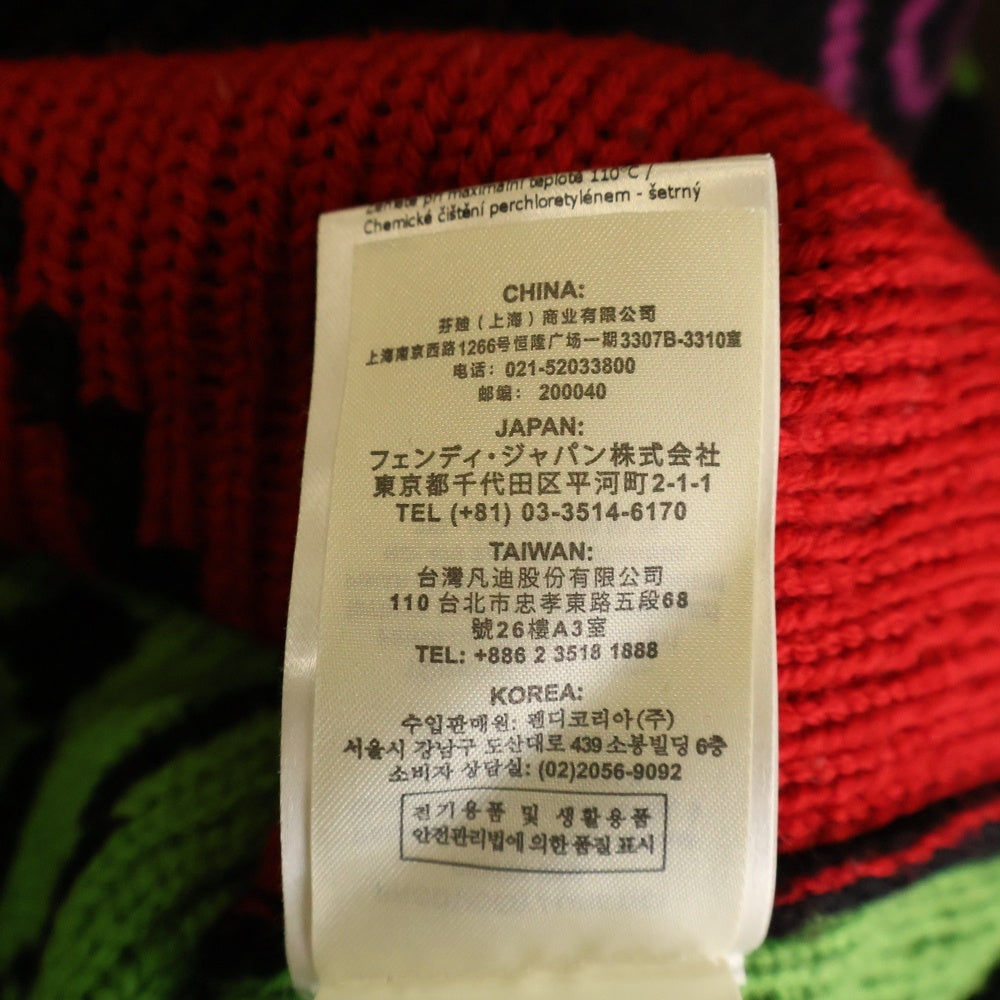 při maximální teplotě 110°C /
Chemické čištění perchloretylénem - šetrný
CHINA:
芬迪（上海）商业有限公司
上海南京西路1266号恒隆广场一期3307B-3310室
电话：021-52033800
邮编：200040
JAPAN:
フェンディ・ジャパン株式会社
東京都千代田区平河町2-1-1
TEL (+81) 03-3514-6170
TAIWAN:
台灣凡迪股份有限公司
110 台北市忠孝東路五段68
號26樓A3室
TEL: +886 2 3518 1888
KOREA:
수입판매원: 펜디코리아(주)
서울시 강남구 도산대로 439 소봉빌딩 6층
소비자 상담실: (02)2056-9092
전기용품 및 생활용품
안전관리법에 의한 품질 표시